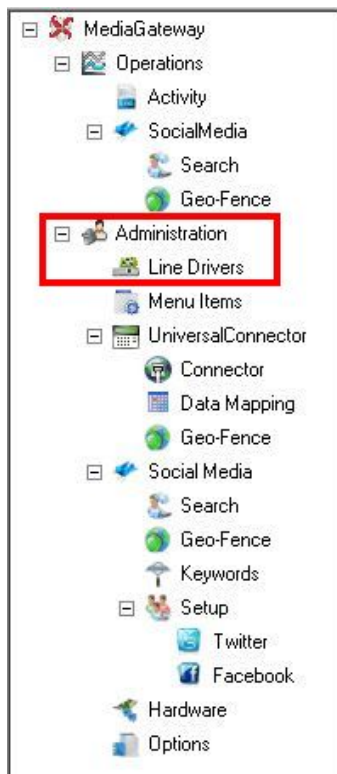 MediaGateway
Operations
Activity
SocialMedia
Search
Geo-Fence
Administration
Line Drivers
Menu Items
UniversalConnector
Connector
Data Mapping
Geo-Fence
Social Media
Search
Geo-Fence
Keywords
Setup
Twitter
Facebook
Hardware
Options